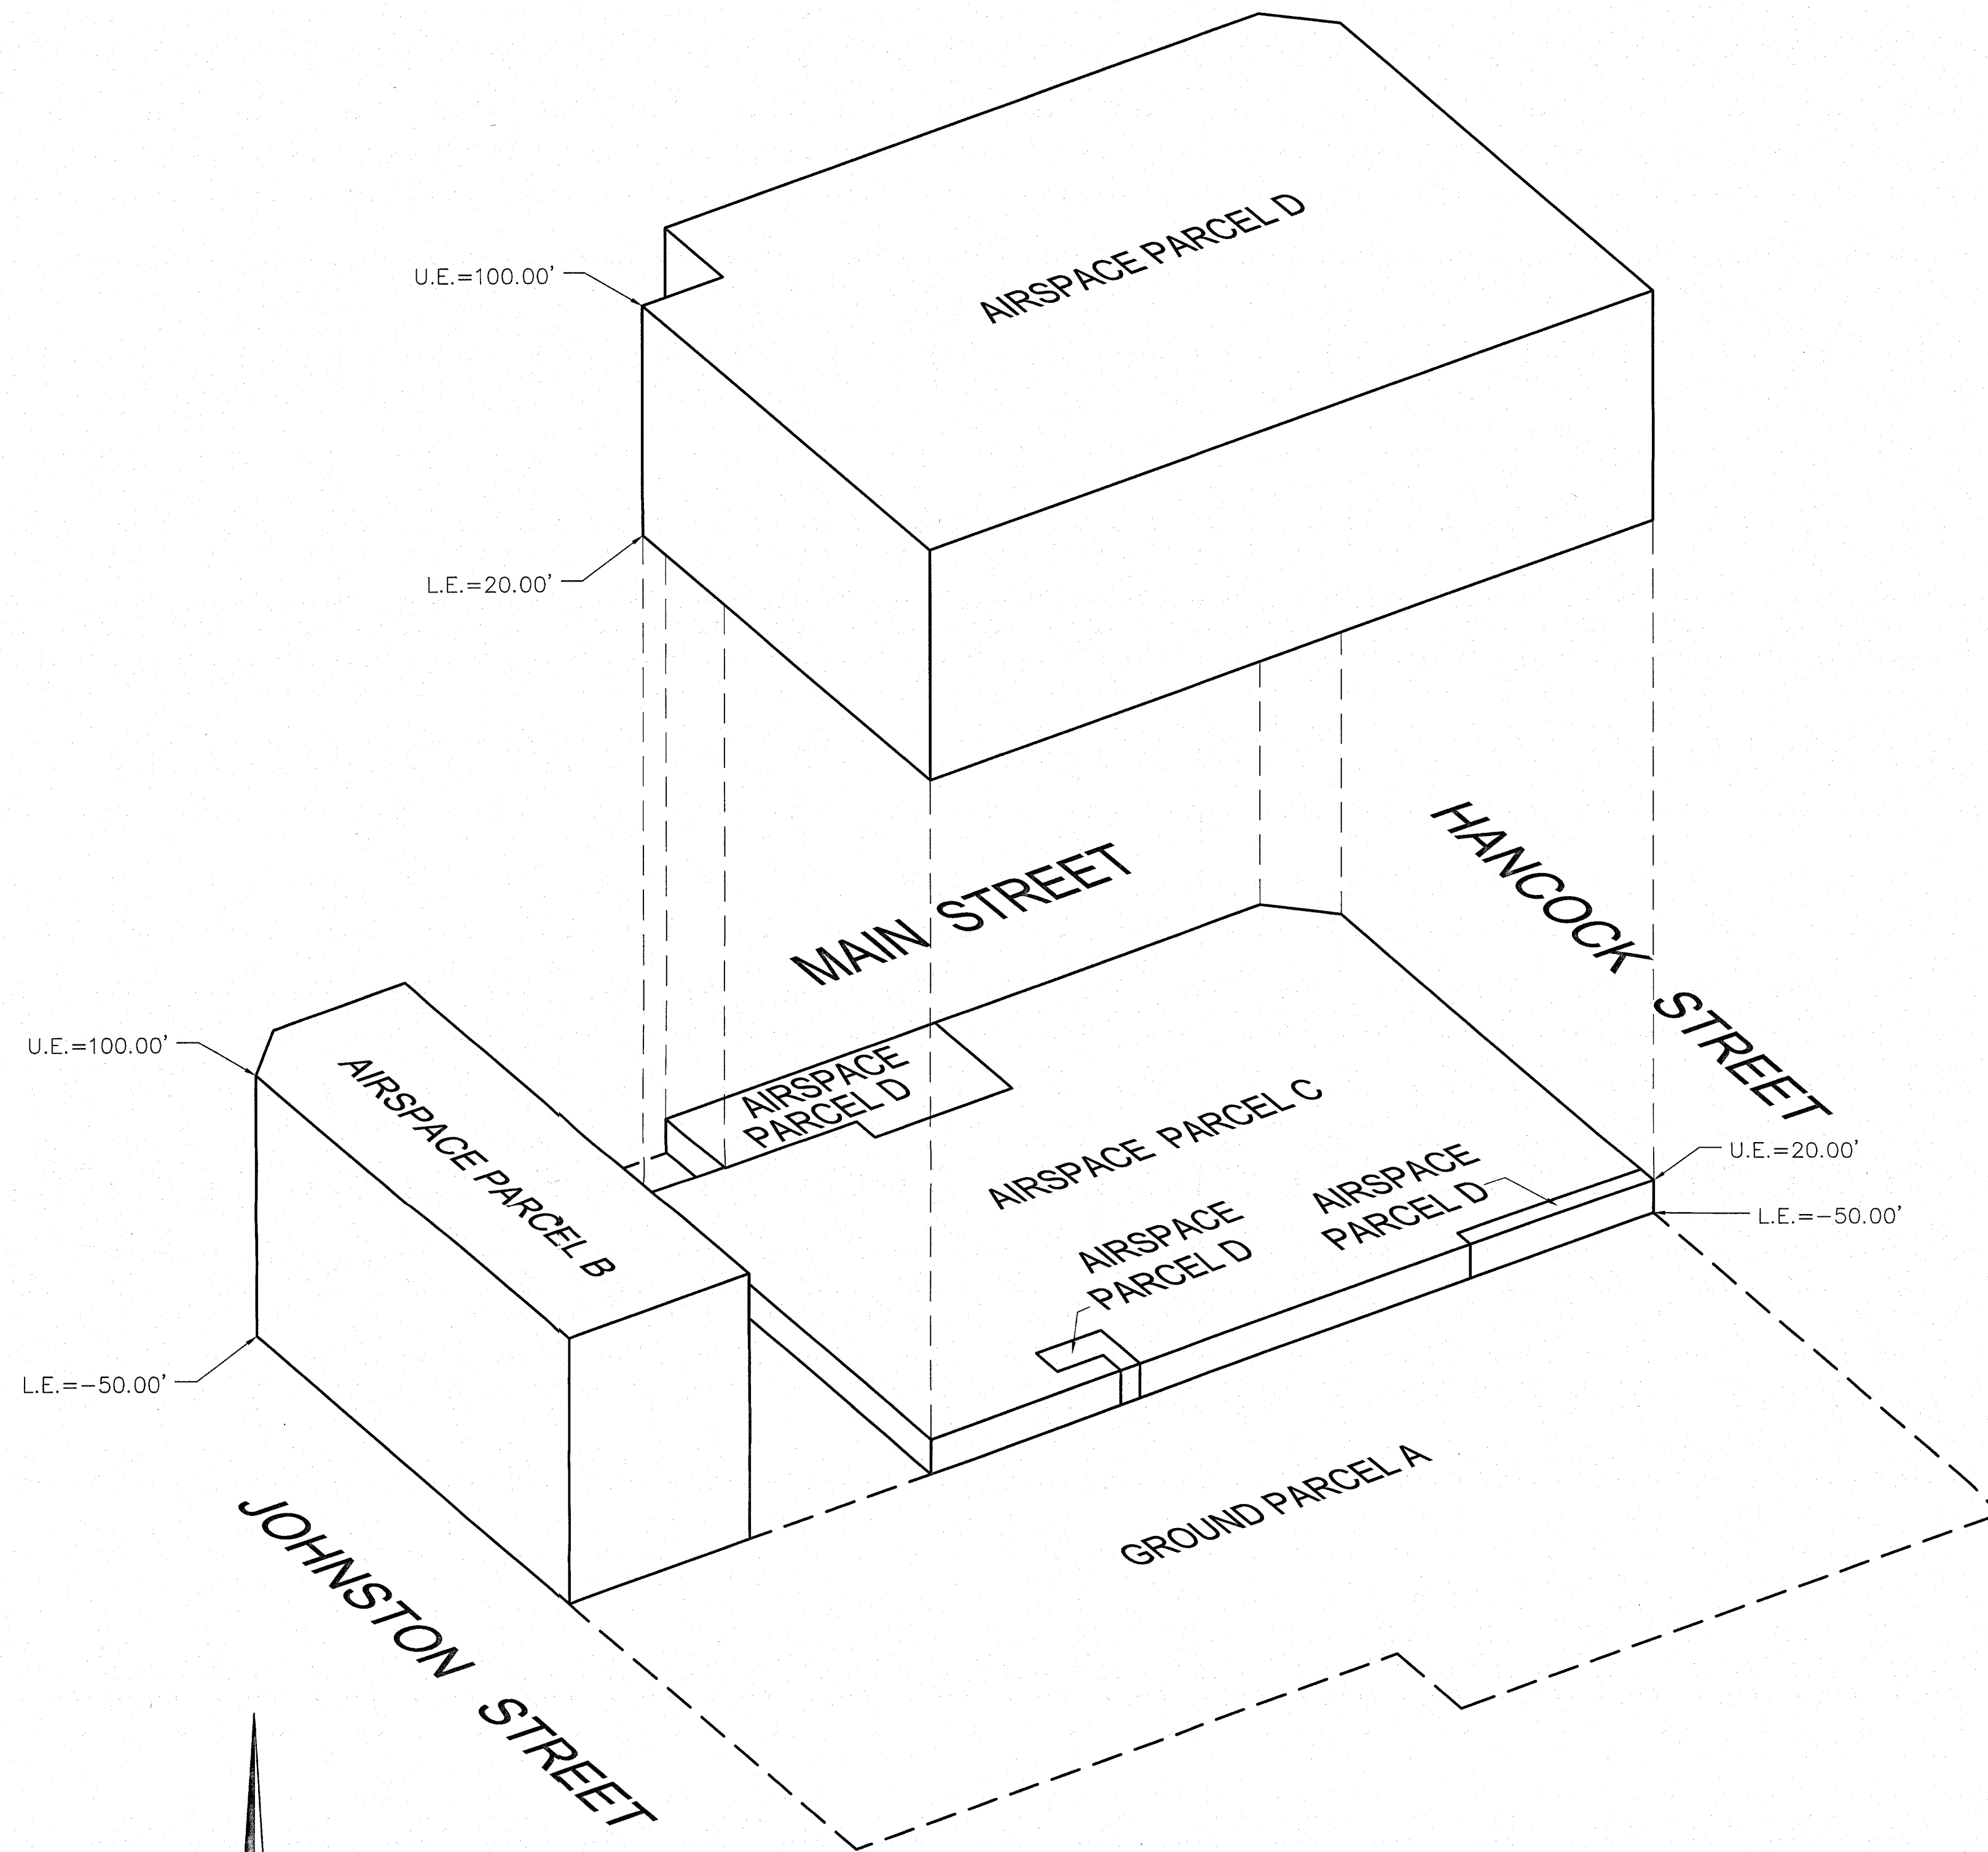 AIRSPACE PARCEL D
U.E.=100.00'
L.E.=20.00'
MAIN STREET
HANCOCK STREET
U.E.=100.00'
AIRSPACE PARCEL B
L.E.=-50.00'
AIRSPACE
PARCEL D
AIRSPACE PARCEL C
AIRSPACE
PARCEL D
AIRSPACE
PARCEL D
U.E.=20.00'
L.E.=-50.00'
GROUND PARCEL A
JOHNSTON STREET